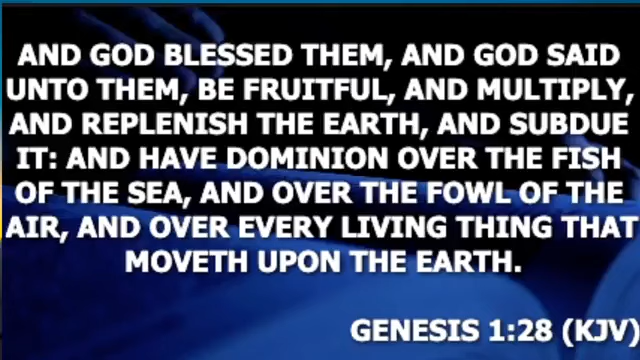 AND GOD BLESSED THEM, AND GOD SAID
UNTO THEM, BE FRUITFUL, AND MULTIPLY,
AND REPLENISH THE EARTH, AND SUBDUE
IT: AND HAVE DOMINION OVER THE FISH
OF THE SEA, AND OVER THE FOWL OF THE
AIR, AND OVER EVERY LIVING THING THAT
MOVETH UPON THE EARTH.
GENESIS 1:28 (KJV)